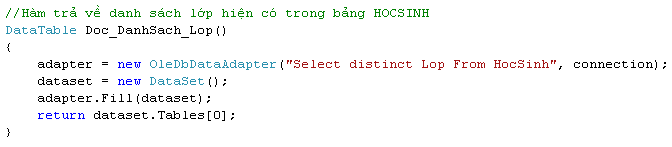 //Hàm trả về danh sách lớp hiện có trong bảng HOCSINH
DataTable Doc_DanhSach_Lop()
{
    adapter = new OleDbDataAdapter("Select distinct Lop From HocSinh", connection);
    dataset = new DataSet();
    adapter.Fill(dataset);
    return dataset.Tables[0];
}